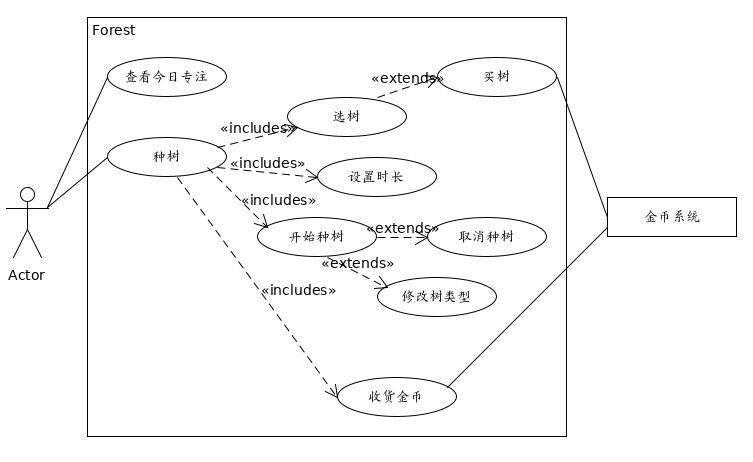 Forest
查看今日专注
«extends»
买树
选树
«includes»
种树
«includes»
设置时长
«includes»
金币系统
开始种树
«extends»
取消种树
«extends»
Actor
«includes»
修改树类型
收货金币